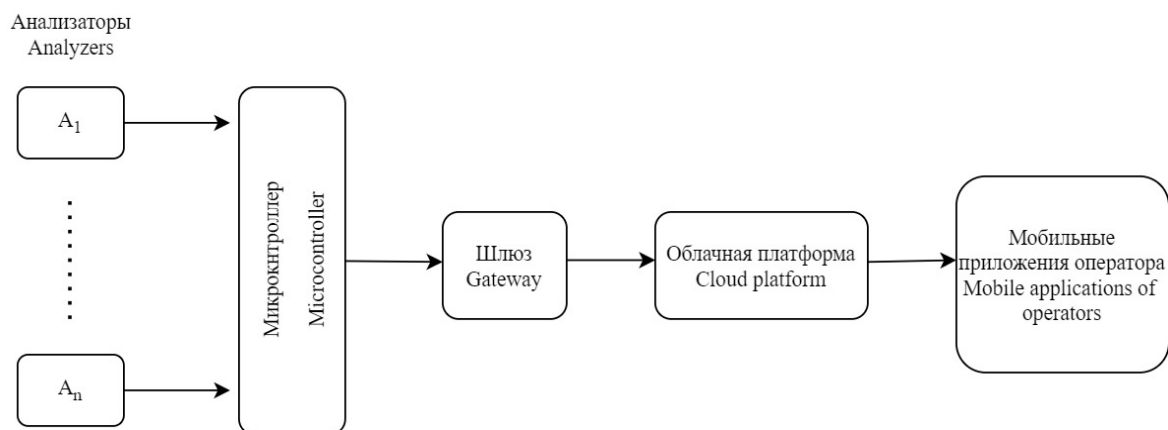 Анализаторы
Analyzers
A1
Микроконтроллер
Microcontroller
Шлюз
Gateway
Облачная платформа
Cloud platform
Мобильные
приложения оператора
Mobile applications of
operators
An